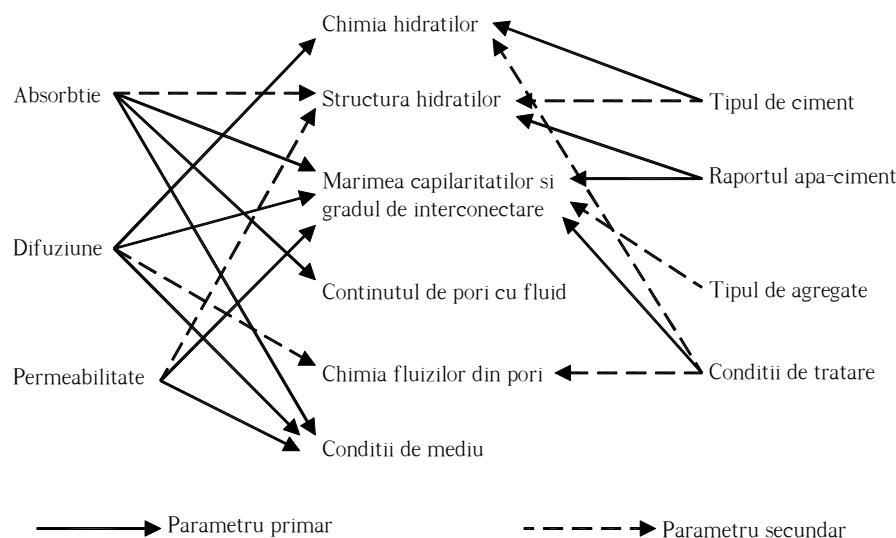 Chimia hidratilor
Absorbtie
Structura hidratilor
Tipul de ciment
Marimea capilaritatilor si
gradul de interconectare
Raportul apa-ciment
Difuziune
Continutul de pori cu fluid
Tipul de agregate
Permeabilitate
Chimia fluizilor din pori
Conditii de tratare
Conditii de mediu
Parametru primar
Parametru secundar